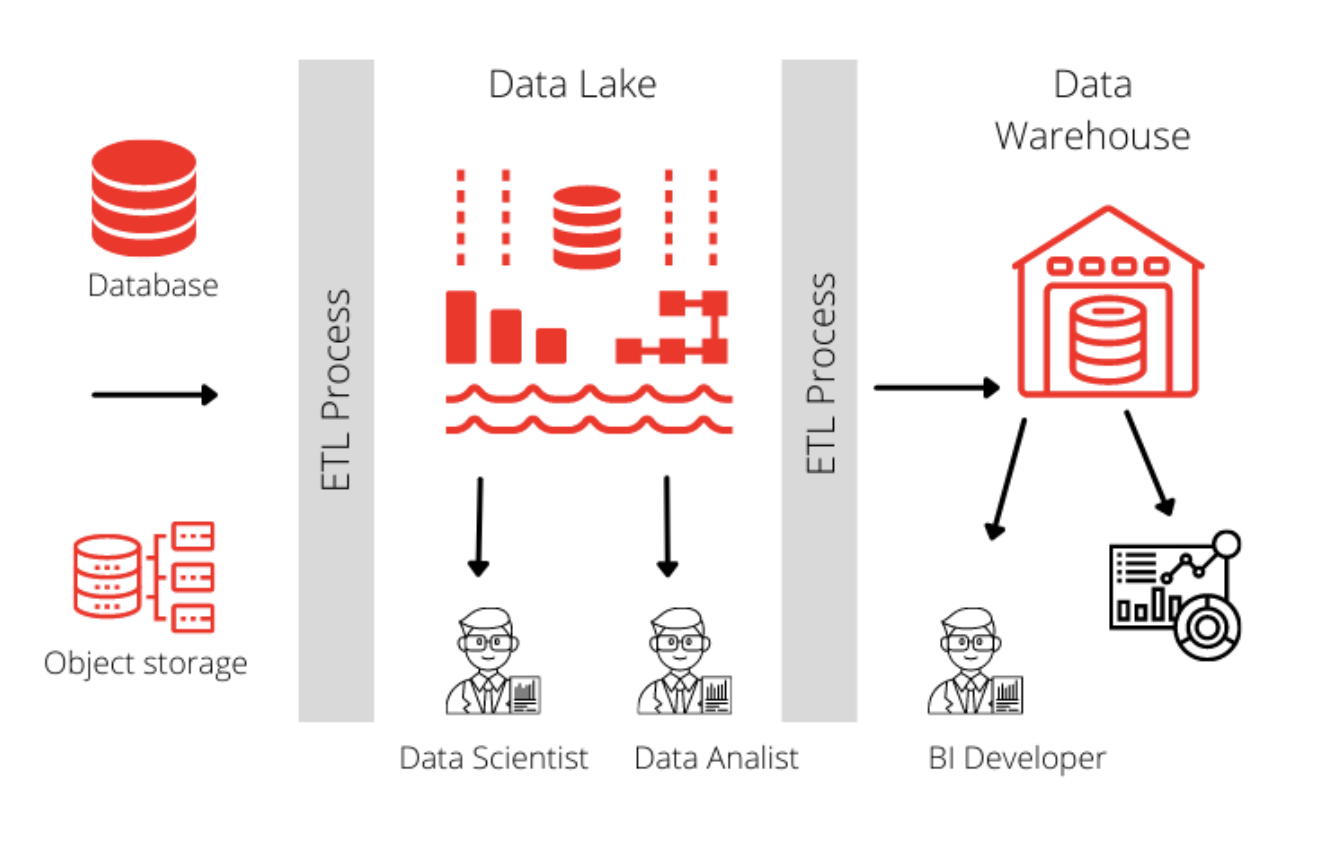 Data Lake
Data
Warehouse
Database
ETL Process
ETL Process
Object storage
Data Scientist
Data Analist
BI Developer